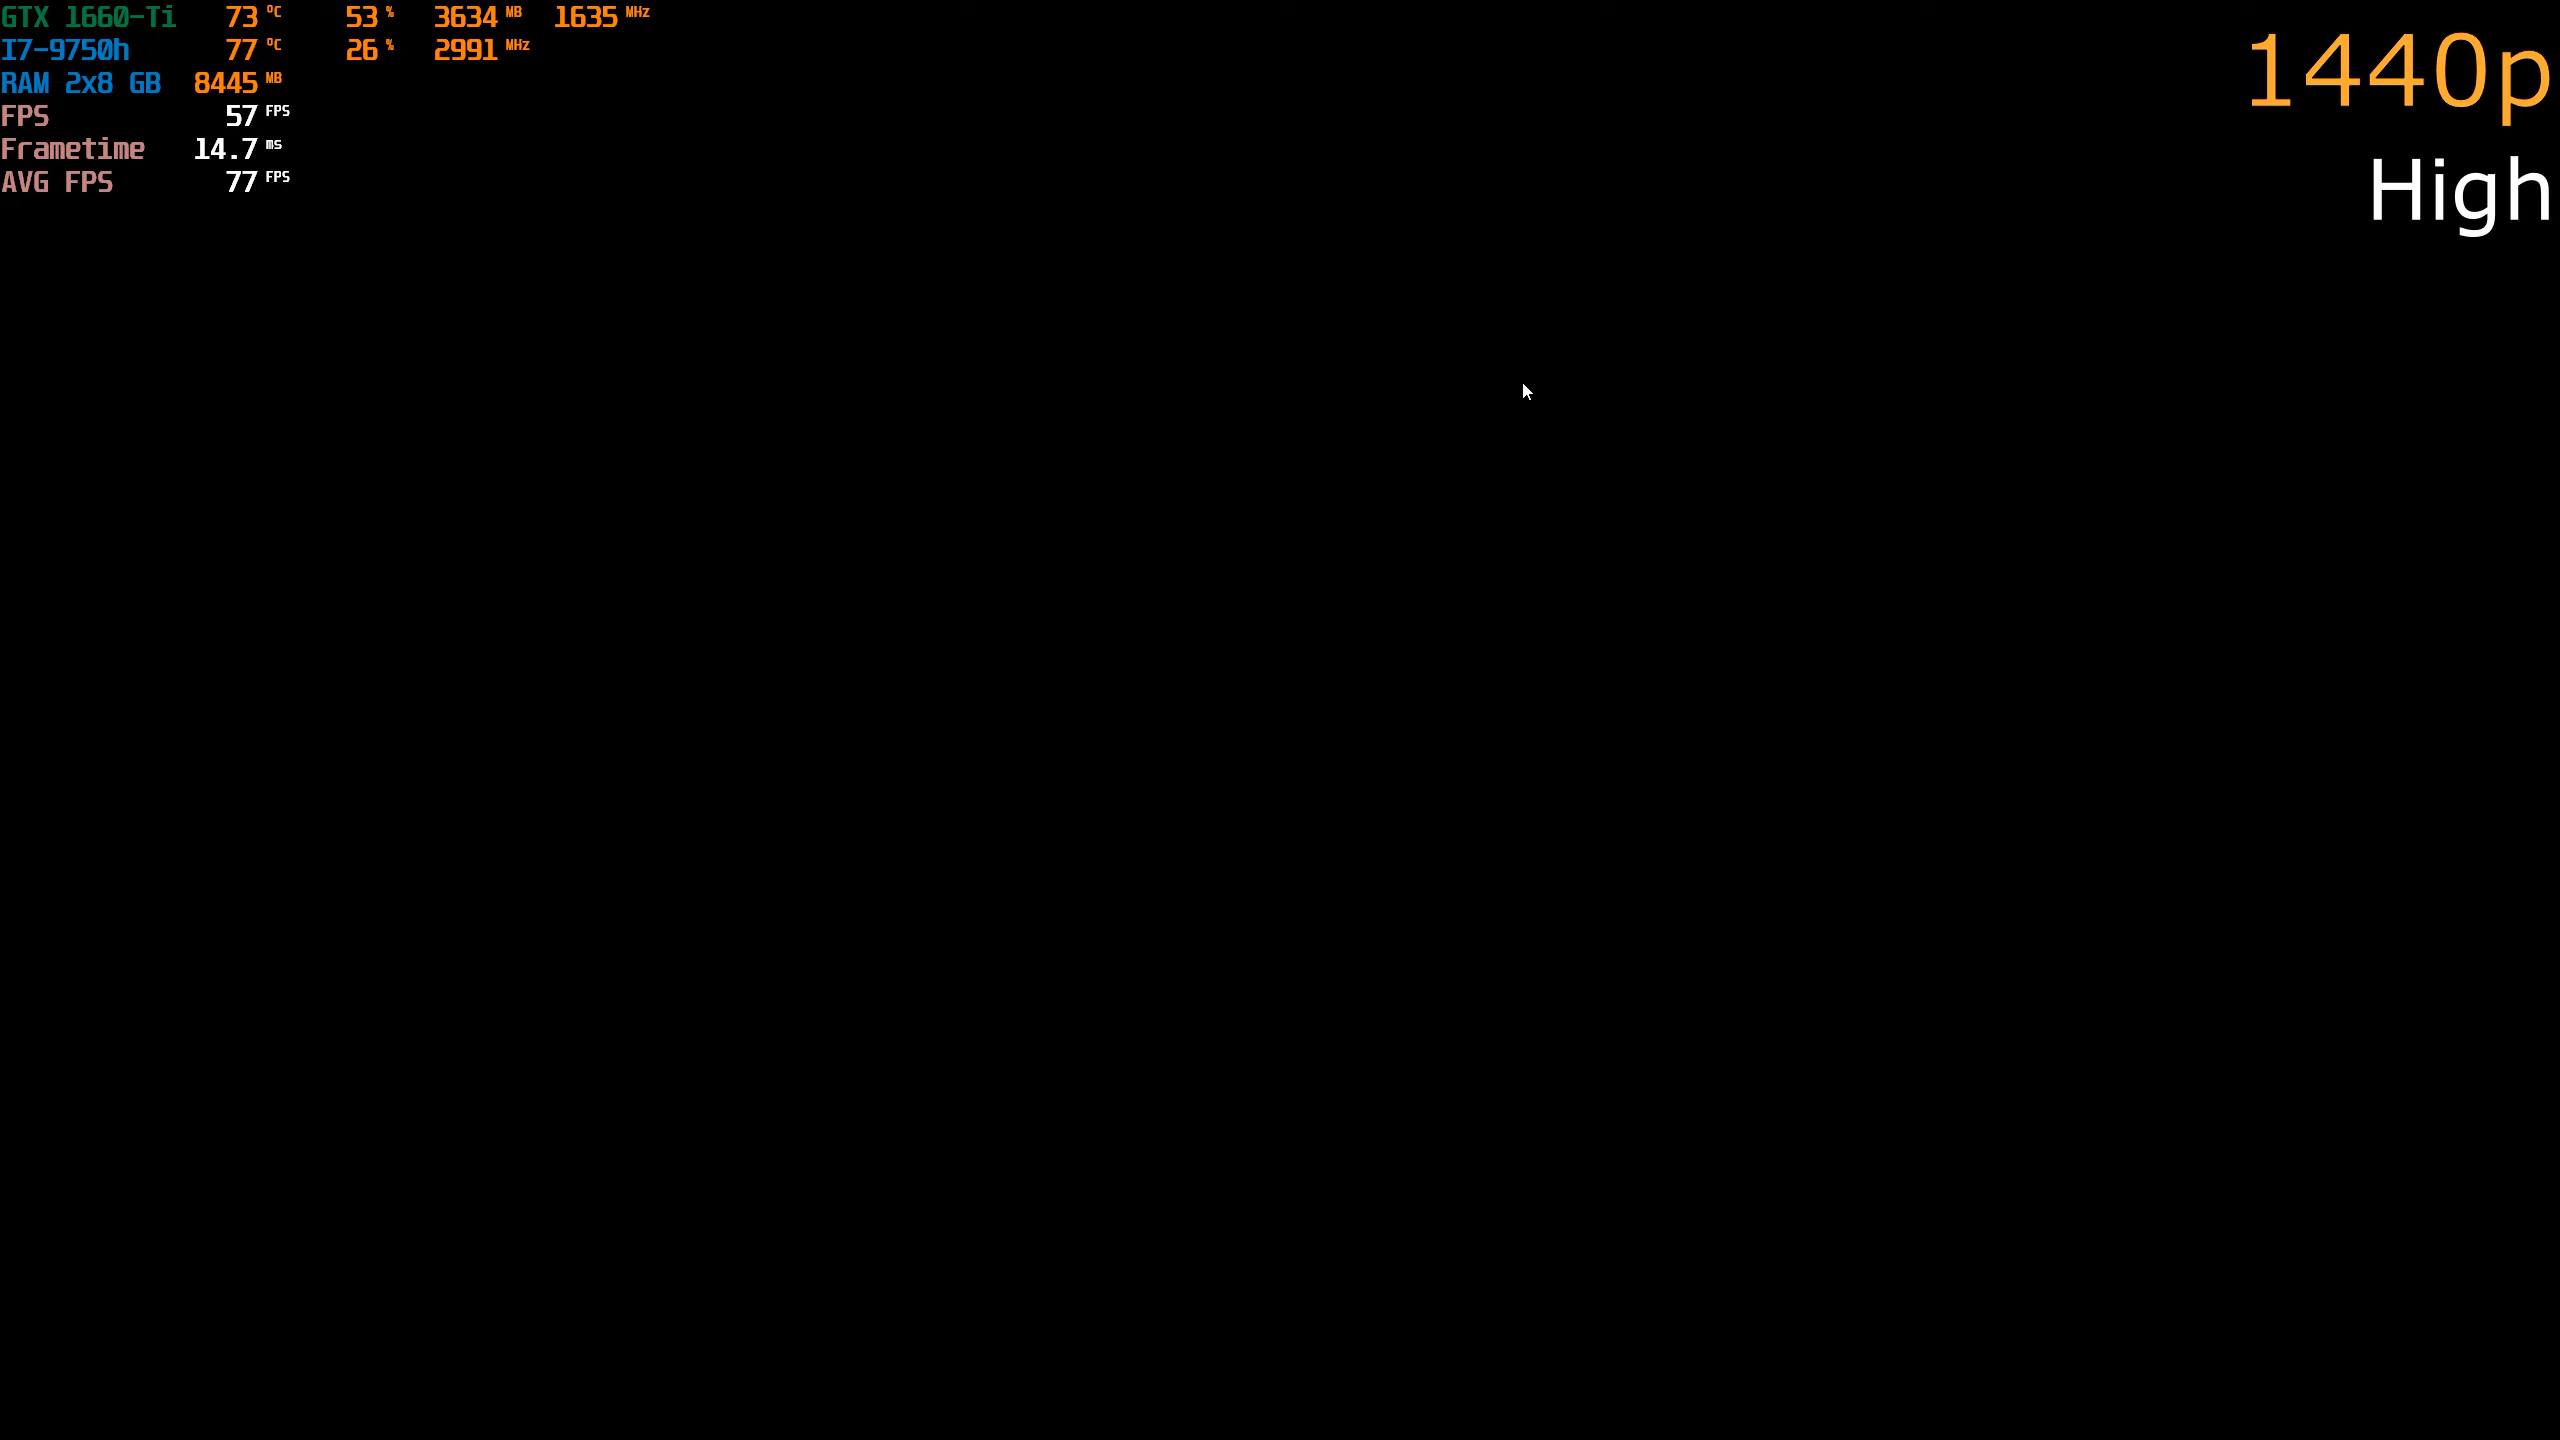 GTX 1660-Ti 73 °C 53 % 3634 MB 1635 MHz
I7-9750h 77 °C 26 % 2991 MHz
RAM 2x8 GB 8445 MB
FPS 57 FPS
Frametime 14.7 ms
AVG FPS 77 FPS
1440p
High